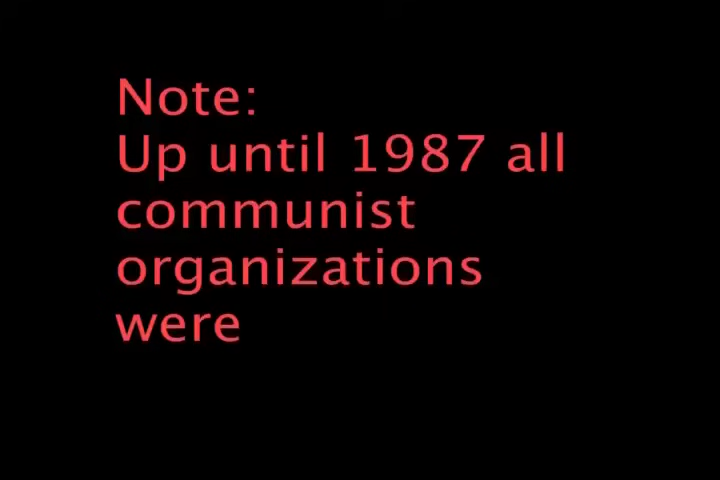 Note:
Up until 1987 all
communist
organizations
were